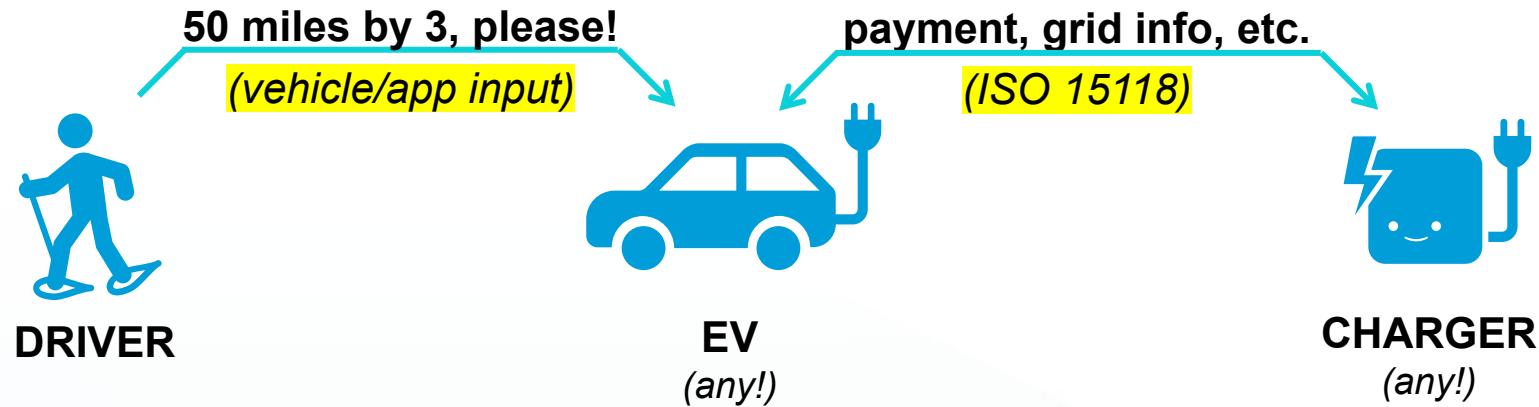 50 miles by 3, please!
(vehicle/app input)
payment, grid info, etc.
(ISO 15118)
DRIVER
EV
(any!)
CHARGER
(any!)